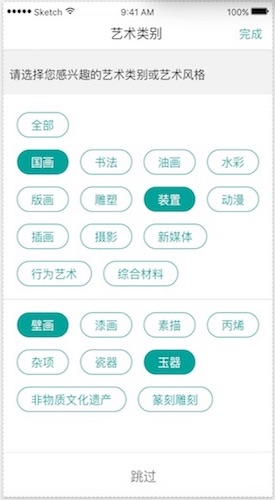 Sketch 9:41 AM 100%
艺术类别 完成
请选择您感兴趣的艺术类别或艺术风格
全部
国画 书法 油画 水彩
版画 雕塑 装置 动漫
插画 摄影 新媒体
行为艺术 综合材料
壁画 漆画 素描 丙烯
杂项 瓷器 玉器
非物质文化遗产 篆刻雕刻
跳过